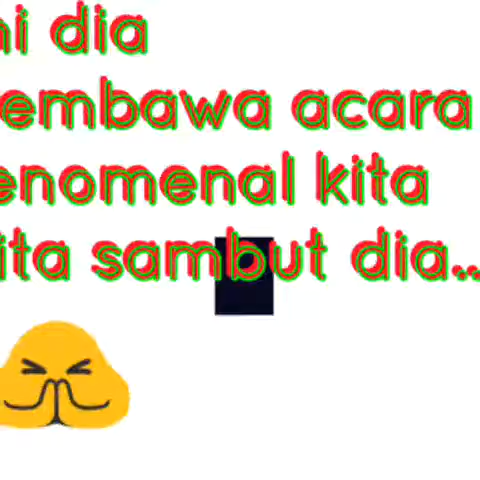 ni dia
embawa acara
enomenal kita
ita sambut dia..